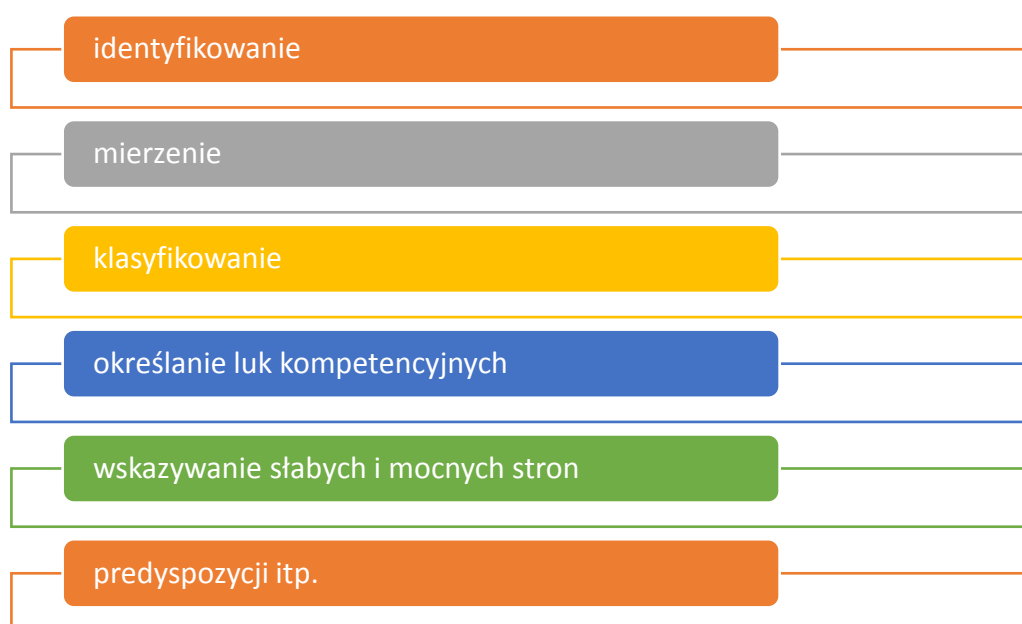 identyfikowanie
mierzenie
klasyfikowanie
określanie luk kompetencyjnych
wskazywanie słabych i mocnych stron
predyspozycji itp.